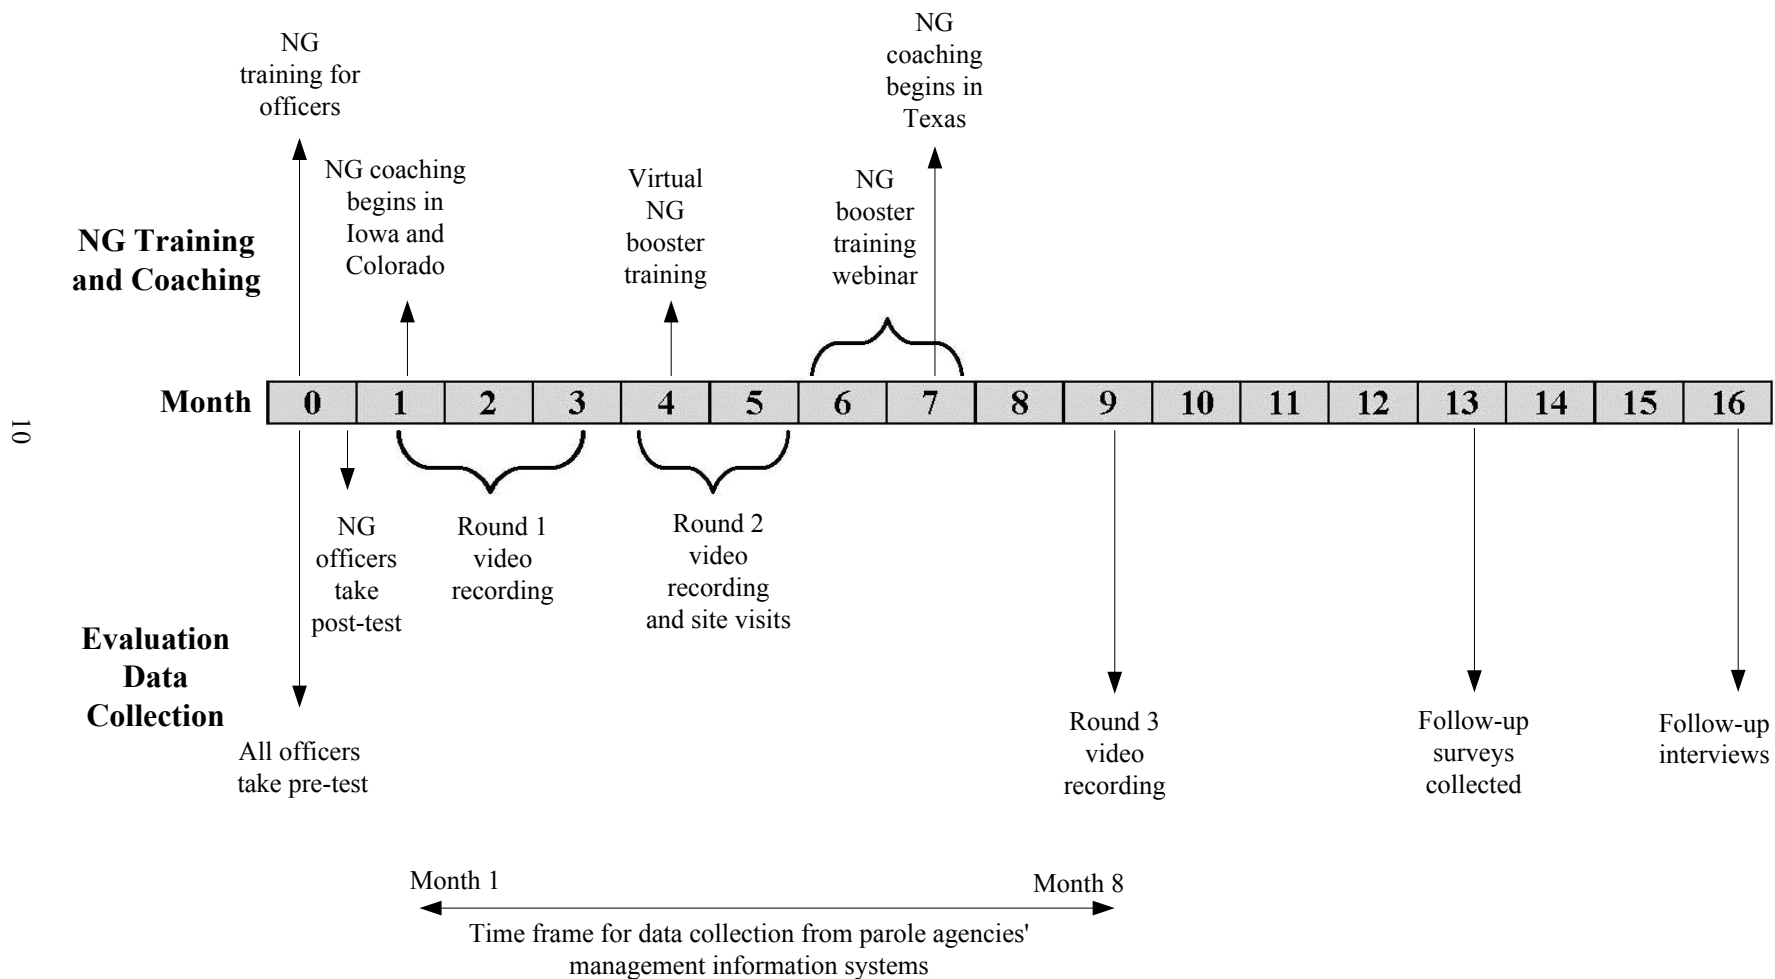 NG
training for
officers
NG coaching
begins in
Iowa and
Colorado
Virtual
NG
booster
training
NG
booster
training
webinar
NG
coaching
begins in
Texas
NG Training
and Coaching
Month 0 1 2 3 4 5 6 7 8 9 10 11 12 13 14 15 16
10
Evaluation
Data
Collection
All officers
take pre-test
NG
officers
take
post-test
Round 1
video
recording
Round 2
video
recording
and site visits
Round 3
video
recording
Follow-up
surveys
collected
Follow-up
interviews
Month 1 Month 8
Time frame for data collection from parole agencies'
management information systems